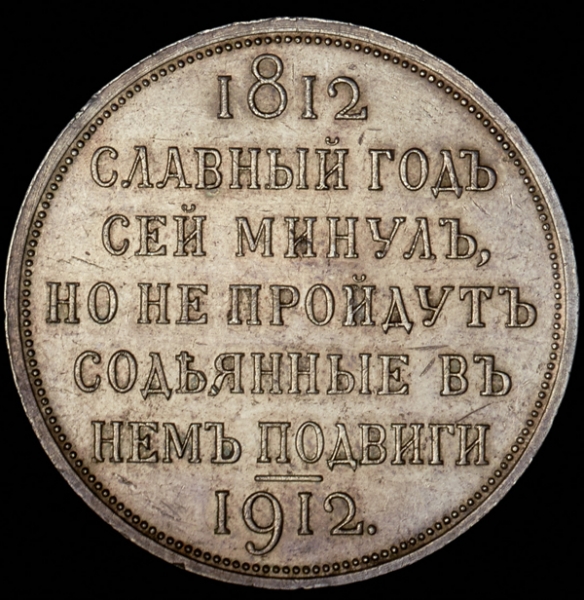 1812
СЛАВНЫЙ ГОДЪ
СЕЙ МИНУЛЪ,
НО НЕ ПРОЙДУТЪ
СОДѢЯННЫЕ ВЪ
НЕМЪ ПОДВИГИ
1912.